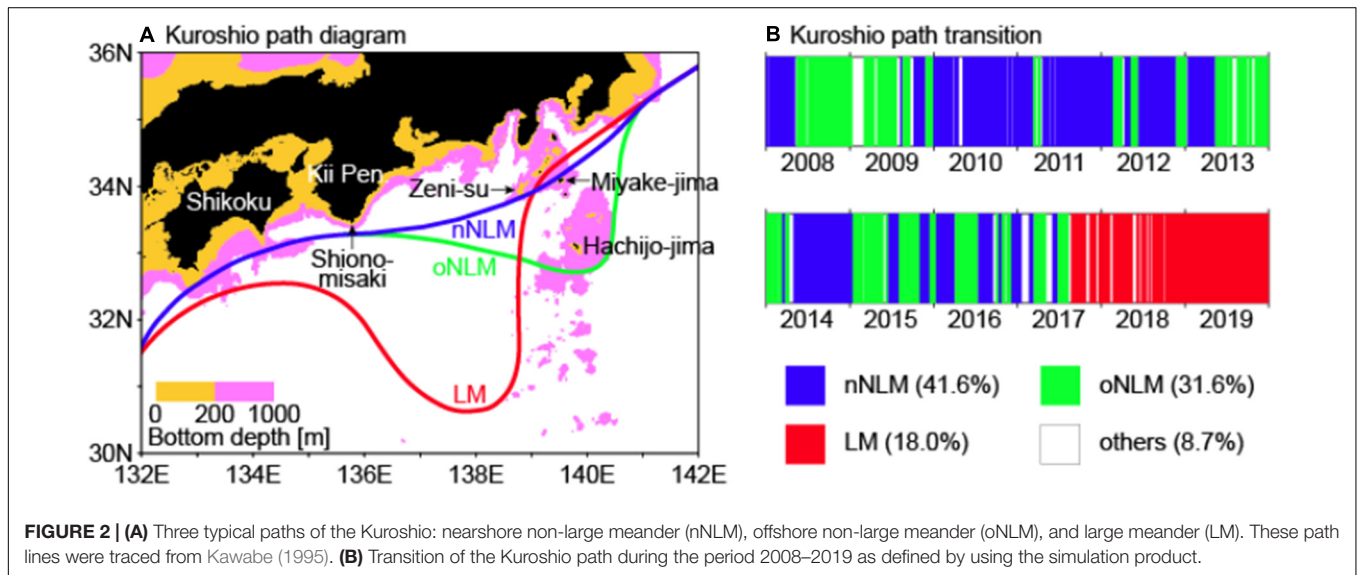 A Kuroshio path diagram
36N
34N
32N
30N
132E 134E 136E 138E 140E 142E
Kii Pen
Shikoku
Zeni-su
Miyake-jima
nNLM
Hachijo-jima
Shiono-
misaki
oNLM
LM
0 200 1000
Bottom depth [m]
B Kuroshio path transition
2008 2009 2010 2011 2012 2013
2014 2015 2016 2017 2018 2019
nNLM (41.6%) oNLM (31.6%)
LM (18.0%) others (8.7%)
FIGURE 2 | (A) Three typical paths of the Kuroshio: nearshore non-large meander (nNLM), offshore non-large meander (oNLM), and large meander (LM). These path
lines were traced from Kawabe (1995). (B) Transition of the Kuroshio path during the period 2008–2019 as defined by using the simulation product.